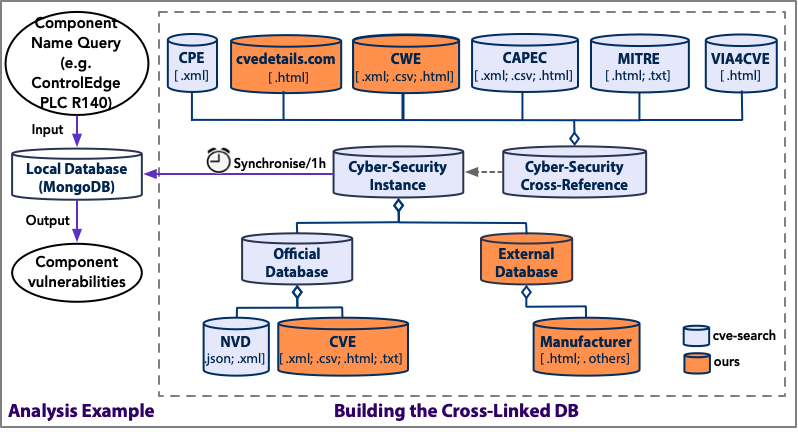 Component
Name Query
(e.g.
ControlEdge
PLC R140)
Input
Local Database
(MongoDB)
Output
Component
vulnerabilities
Analysis Example
CPE
[ .xml]
cvedetails.com
[ .html]
CWE
[ .xml; .csv; .html]
CAPEC
[ .xml; .csv; .html]
MITRE
[ .html; .txt]
VIA4CVE
[ .html]
Synchronise/1h
Cyber-Security
Instance
Cyber-Security
Cross-Reference
Official
Database
External
Database
NVD
.json; .xml]
CVE
[ .xml; .csv; .html; .txt]
Manufacturer
[ .html; . others]
cve-search
ours
Building the Cross-Linked DB